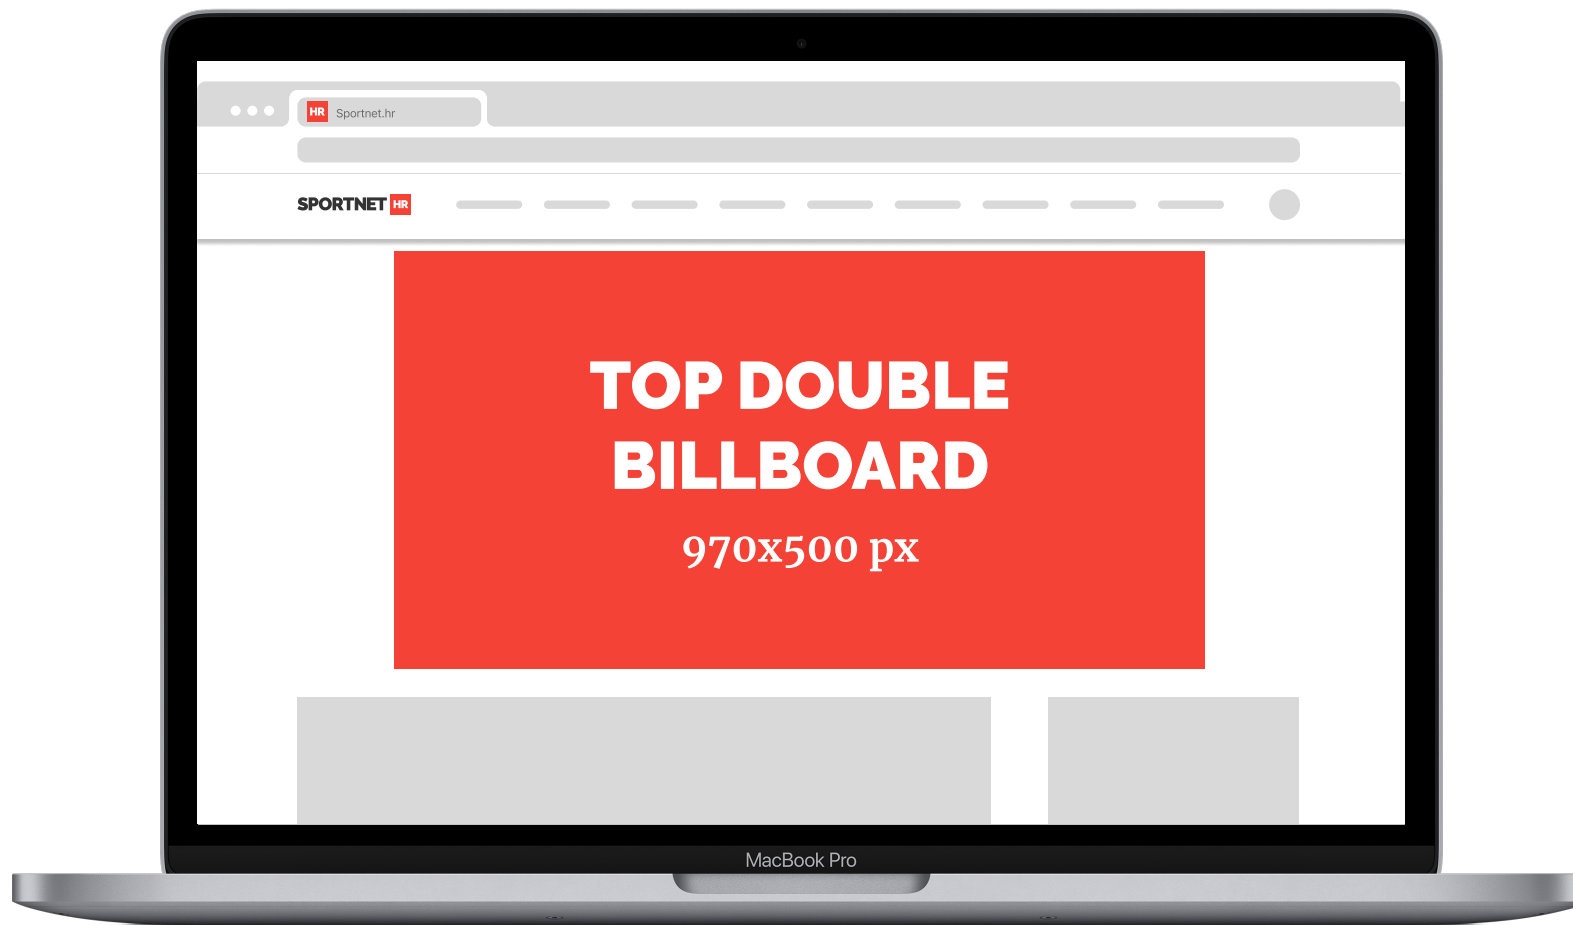 HR Sportnet.hr
SPORTNET HR
TOP DOUBLE
BILLBOARD
970x500 px
MacBook Pro